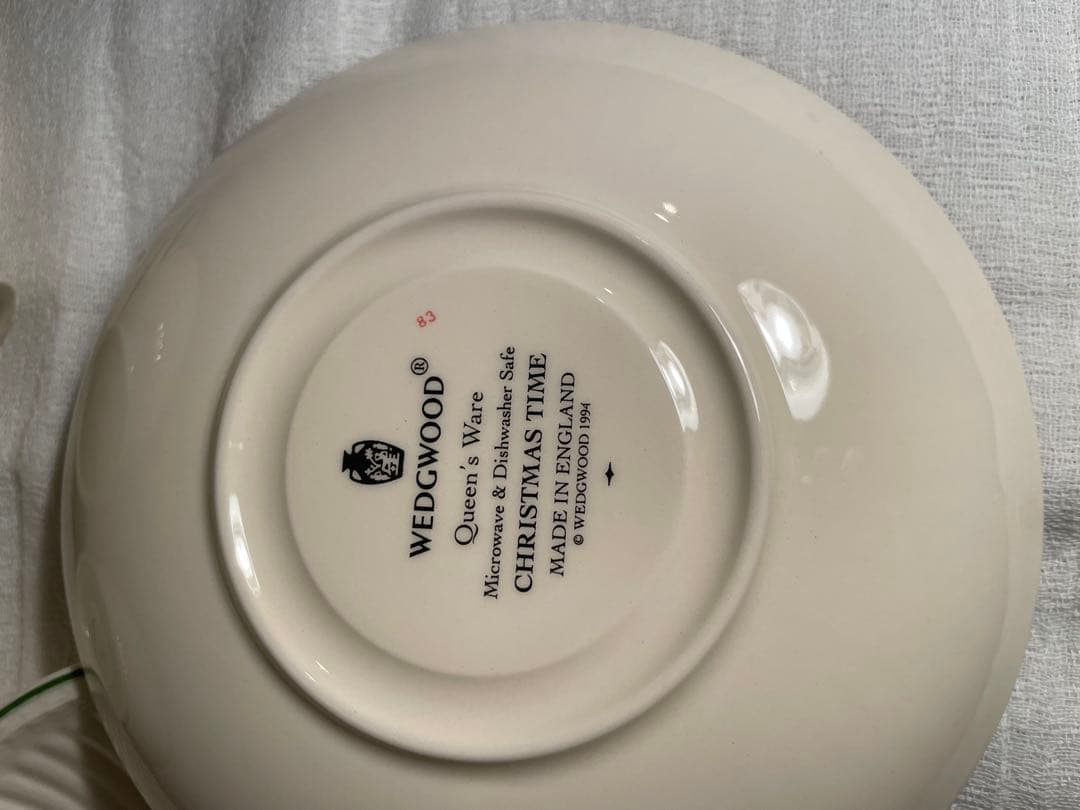 83
WEDGWOOD®
Queen's Ware
Microwave & Dishwasher Safe
CHRISTMAS TIME
MADE IN ENGLAND
© WEDGWOOD 1994